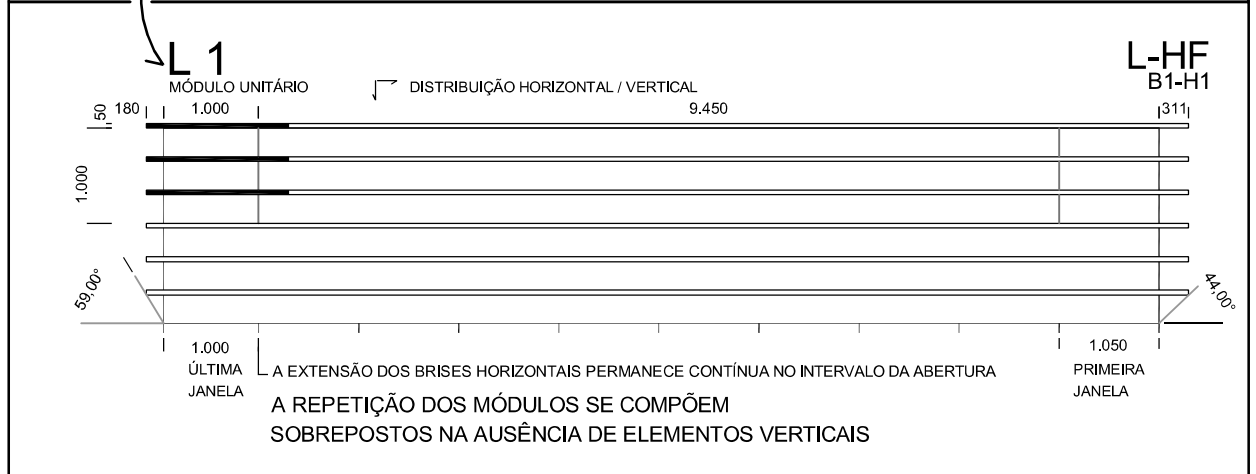 L 1
L-HF
MÓDULO UNITÁRIO
DISTRIBUIÇÃO HORIZONTAL / VERTICAL
B1-H1
50
180
1.000
9.450
311
1.000
59,00°
44,00°
1.000
1.050
ÚLTIMA
JANELA
A EXTENSÃO DOS BRISES HORIZONTAIS PERMANECE CONTÍNUA NO INTERVALO DA ABERTURA
PRIMEIRA
JANELA
A REPETIÇÃO DOS MÓDULOS SE COMPÕEM
SOBREPOSTOS NA AUSÊNCIA DE ELEMENTOS VERTICAIS